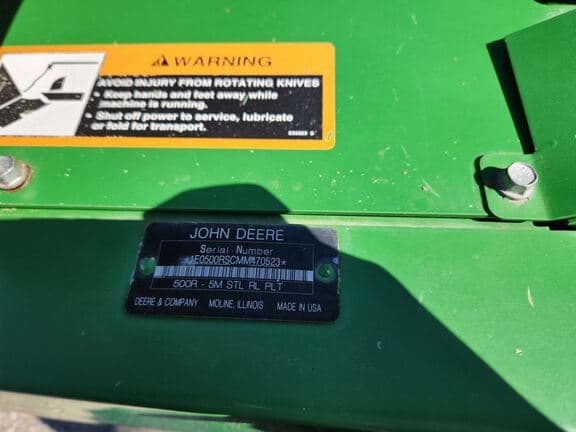 WARNING
AVOID INJURY FROM ROTATING KNIVES
• Keep hands and feet away while
machine is running.
• Shut off power to service, lubricate
or fold for transport.
JOHN DEERE
Serial Number
500R - 5M STL RL PLT
DEERE & COMPANY MOLINE, ILLINOIS MADE IN USA